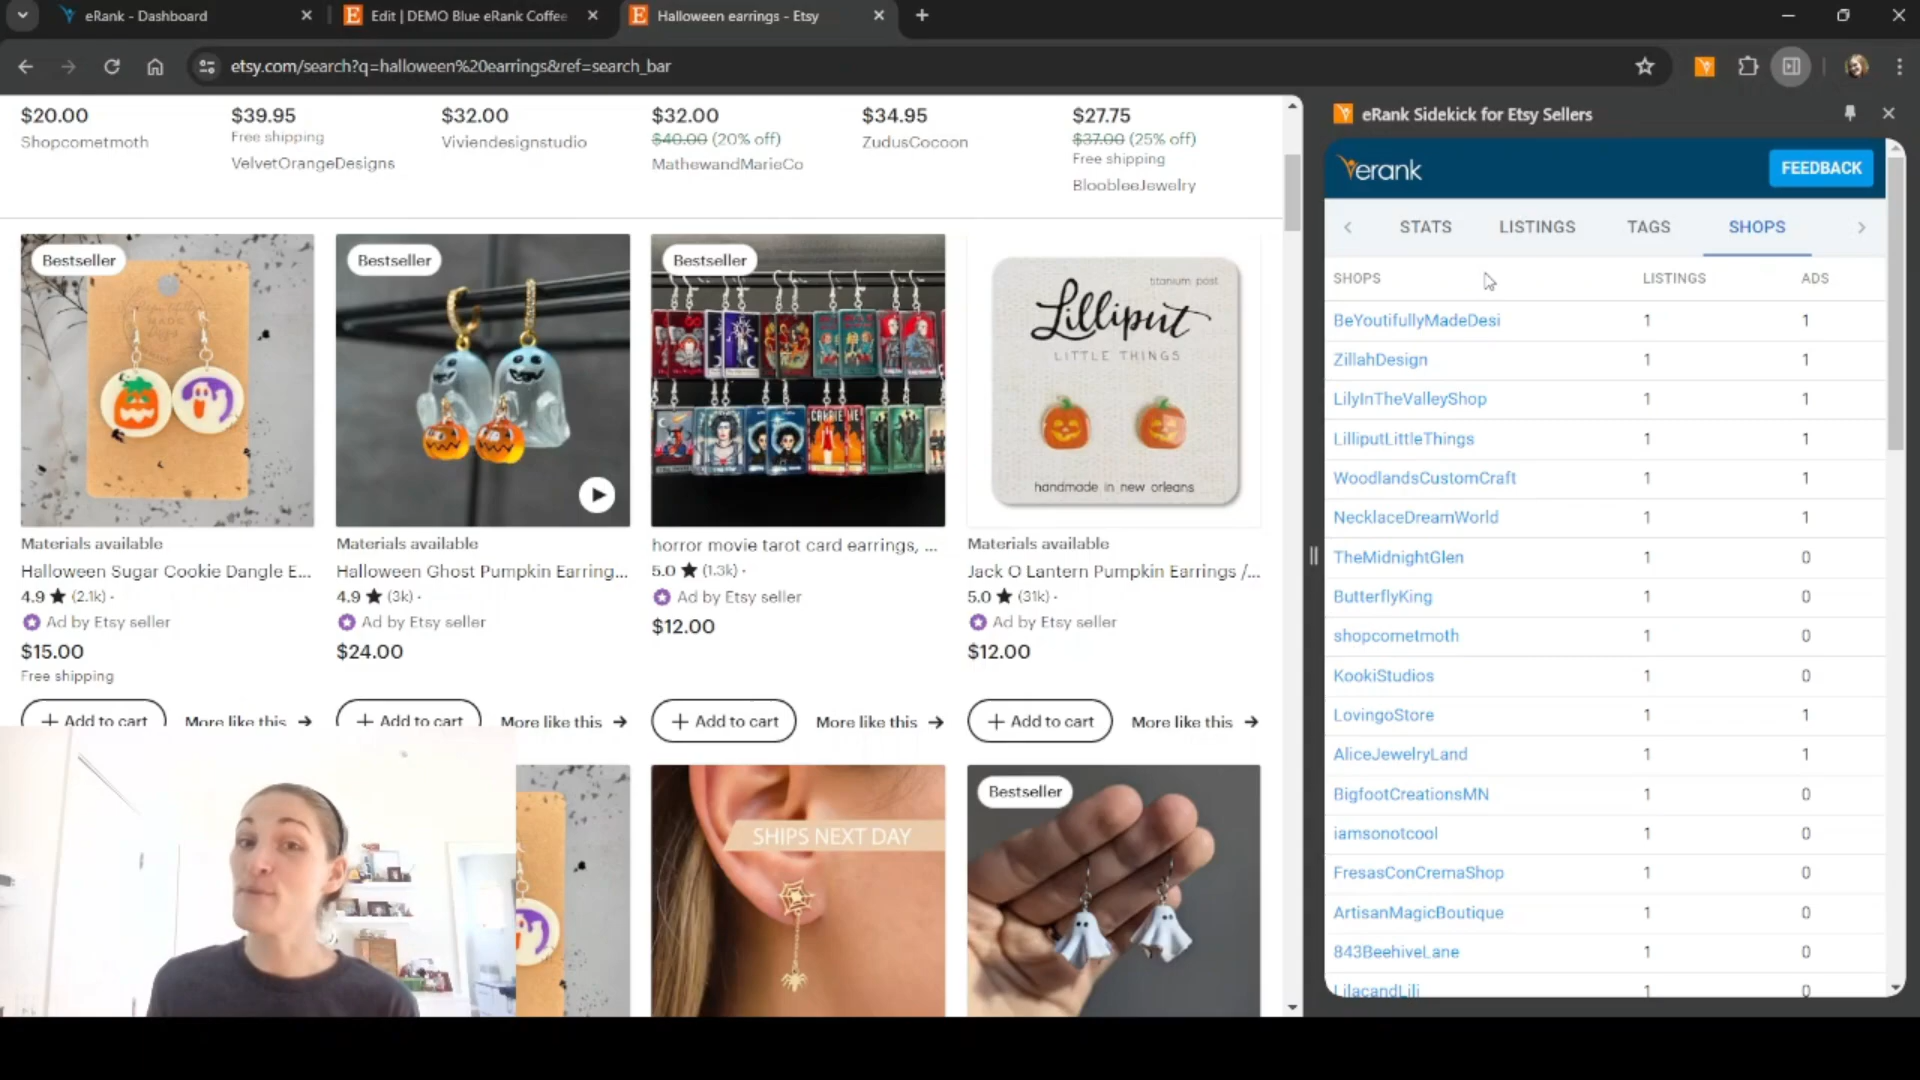 eRank - Dashboard
Edit | DEMO Blue eRank Coffee
Halloween earrings - Etsy
etsy.com/search?q=halloween%20earrings&ref=search_bar
$20.00
Shopcometmoth
$39.95
Free shipping
VelvetOrangeDesigns
$32.00
Viviendesignstudio
$32.00
$40.00 (20% off)
MathewandMarieCo
$34.95
ZudusCocoon
$27.75
$37.00 (25% off)
Free shipping
BloobleeJewelry
Bestseller
Bestseller
Bestseller
titanium post
Lilliput
LITTLE THINGS
handmade in new orleans
Materials available
Halloween Sugar Cookie Dangle E...
4.9 ★ (2.1k) ·
Ad by Etsy seller
$15.00
Free shipping
+ Add to cart
More like this →
Materials available
Halloween Ghost Pumpkin Earring...
4.9 ★ (3k) ·
Ad by Etsy seller
$24.00
+ Add to cart
More like this →
horror movie tarot card earrings, ...
5.0 ★ (1.3k) ·
Ad by Etsy seller
$12.00
+ Add to cart
More like this →
Materials available
Jack O Lantern Pumpkin Earrings /...
5.0 ★ (31k) ·
Ad by Etsy seller
$12.00
+ Add to cart
More like this →
SHIPS NEXT DAY
Bestseller
eRank Sidekick for Etsy Sellers
erank
FEEDBACK
STATS LISTINGS TAGS SHOPS
SHOPS LISTINGS ADS
BeYoutifullyMadeDesi 1 1
ZillahDesign 1 1
LilyInTheValleyShop 1 1
LilliputLittleThings 1 1
WoodlandsCustomCraft 1 1
NecklaceDreamWorld 1 1
TheMidnightGlen 1 0
ButterflyKing 1 0
shopcometmoth 1 0
KookiStudios 1 0
LovingoStore 1 1
AliceJewelryLand 1 1
BigfootCreationsMN 1 0
iamsonotcool 1 0
FresasConCremaShop 1 0
ArtisanMagicBoutique 1 0
843BeehiveLane 1 0
LilacandLili 1 0